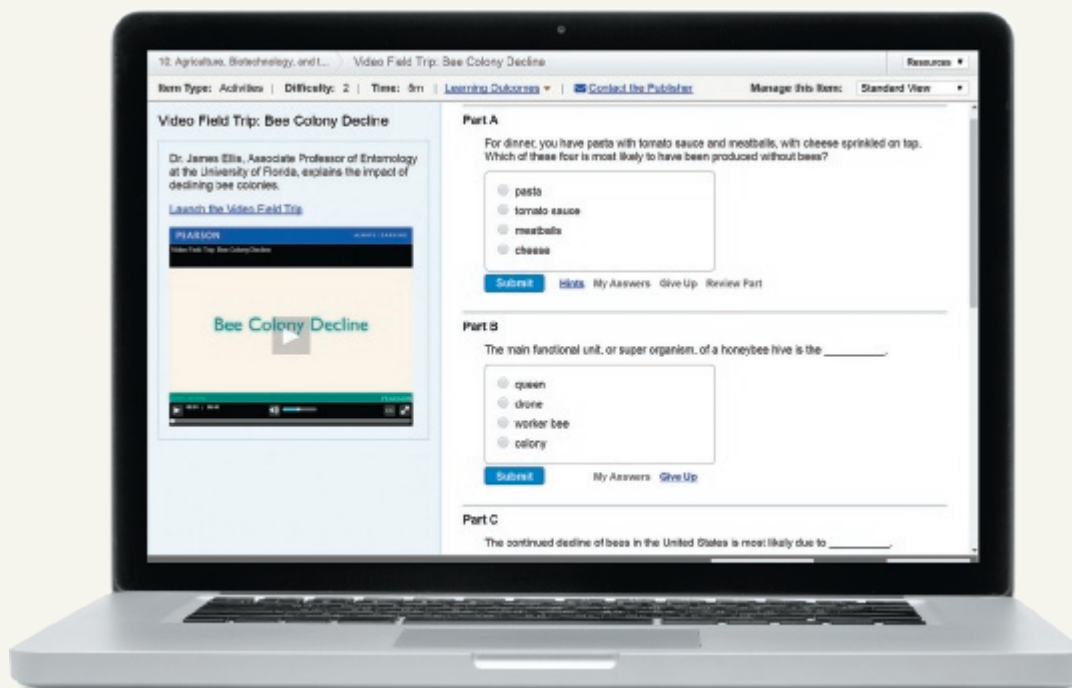 10. Agriculture, Biotechnology, and t... Video Field Trip: Bee Colony Decline
Resources
Item Type: Activities | Difficulty: 2 | Time: 5m | Learning Outcomes | Contact the Publisher
Manage this Item: Standard View
Video Field Trip: Bee Colony Decline
Dr. James Ellis, Associate Professor of Entomology
at the University of Florida, explains the impact of
declining bee colonies.
Launch the Video Field Trip
PEARSON ALWAYS LEARNING
Video Field Trip: Bee Colony Decline
Bee Colony Decline
PEARSON
Part A
For dinner, you have pasta with tomato sauce and meatballs, with cheese sprinkled on top.
Which of these four is most likely to have been produced without bees?
pasta
tomato sauce
meatballs
cheese
Submit Hints My Answers Give Up Review Part
Part B
The main functional unit, or super organism, of a honeybee hive is the _________.
queen
drone
worker bee
colony
Submit My Answers Give Up
Part C
The continued decline of bees in the United States is most likely due to _________.